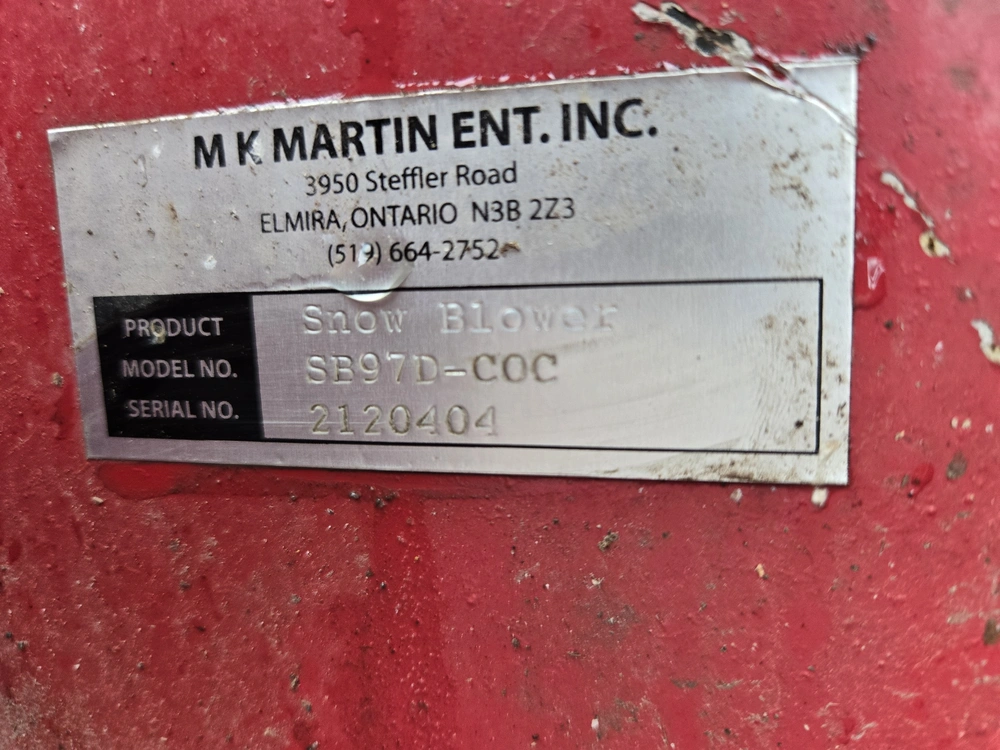 M K MARTIN ENT. INC.
3950 Steffler Road
ELMIRA, ONTARIO N3B 2Z3
(519) 664-2752
PRODUCT Snow Blower
MODEL NO. SB97D-COC
SERIAL NO. 2120404